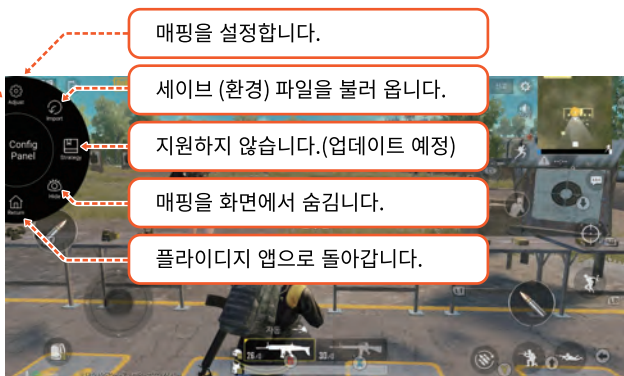 매핑을 설정합니다.
Adjust
세이브 (환경) 파일을 불러 옵니다.
Import
Config
Panel
지원하지 않습니다.(업데이트 예정)
Strategy
매핑을 화면에서 숨깁니다.
Hide
Return
플라이디지 앱으로 돌아갑니다.
자동